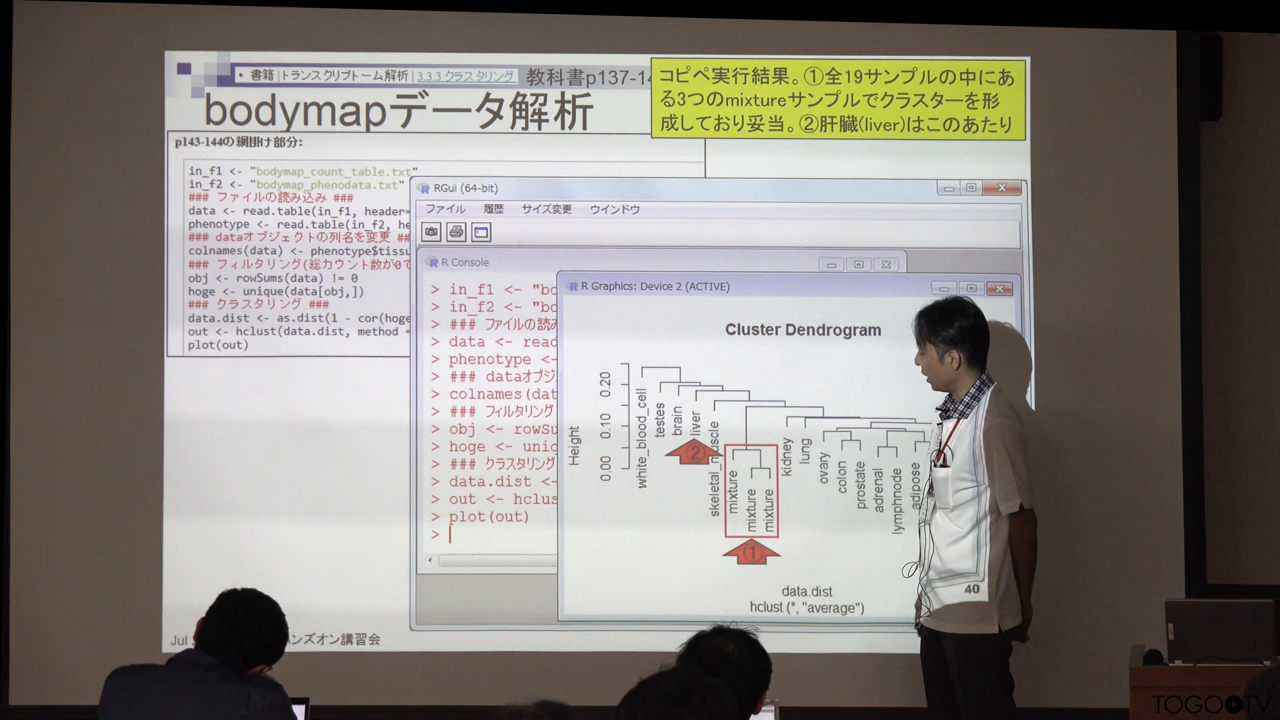 ・書籍|トランスクリプトーム解析|3.3.3 クラスタリング 教科書p137-14
bodymapデータ解析
コピペ実行結果。①全19サンプルの中にあ
る3つのmixtureサンプルでクラスターを形
成しており妥当。②肝臓(liver)はこのあたり
p143-144の網掛け部分:
in_f1 <- "bodymap_count_table.txt"
in_f2 <- "bodymap_phenodata.txt"
### ファイルの読み込み ###
data <- read.table(in_f1, header=
phenotype <- read.table(in_f2, he
### dataオブジェクトの列名を変更 ##
colnames(data) <- phenotype$tissu
### フィルタリング(総カウント数が0で
obj <- rowSums(data) != 0
hoge <- unique(data[obj,])
### クラスタリング ###
data.dist <- as.dist(1 - cor(hoge
out <- hclust(data.dist, method =
plot(out)
RGui (64-bit)
ファイル 履歴 サイズ変更 ウインドウ
R Console
> in_f1 <- "bo
> in_f2 <- "bo
> ### ファイルの読み
> data <- read
> phenotype <-
> ### dataオブジ
> colnames(dat
> ### フィルタリング
> obj <- rowSu
> hoge <- uniq
> ### クラスタリング
> data.dist <-
> out <- hclus
> plot(out)
>
R Graphics: Device 2 (ACTIVE)
Cluster Dendrogram
Height
0.00 0.10 0.20
white_blood_cell
testes
brain
liver
skeletal_muscle
mixture
mixture
mixture
kidney
lung
ovary
colon
prostate
adrenal
lymphnode
adipose
②
①
data.dist
hclust (*, "average")
40
Jul
ンズオン講習会
TOGOTV